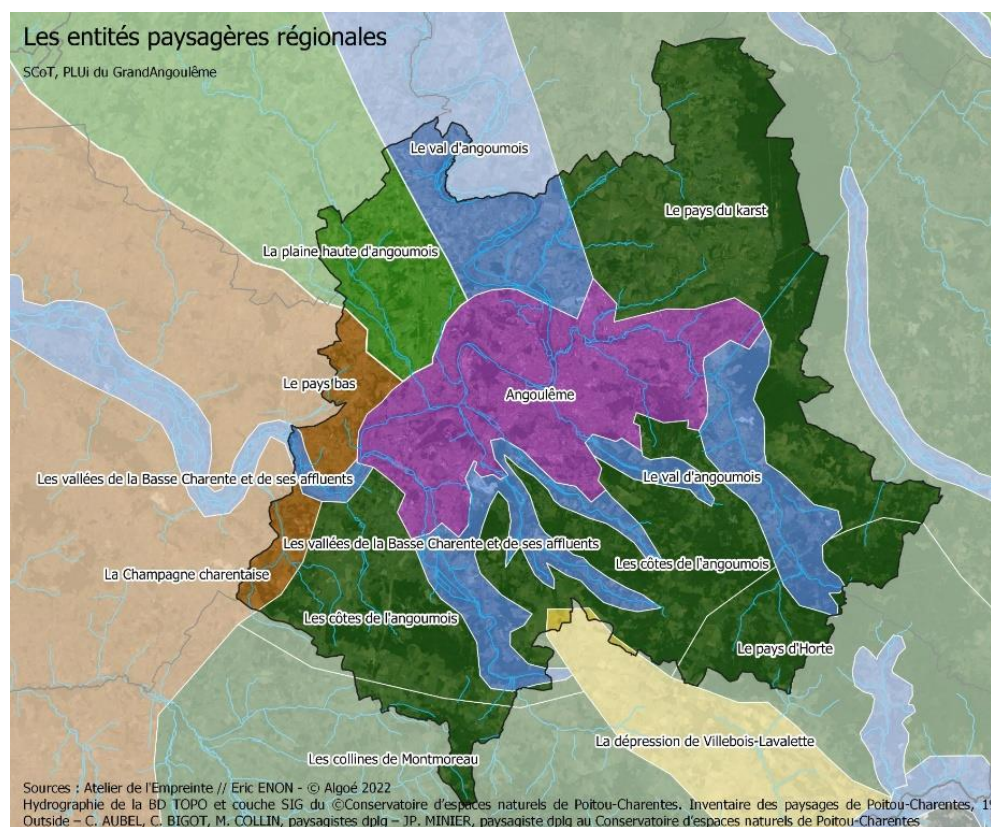 Les entités paysagères régionales
SCoT, PLUi du GrandAngoulême
Le val d'angoumois
Le pays du karst
La plaine haute d'angoumois
Le pays bas
Angoulême
Les vallées de la Basse Charente et de ses affluents
Le val d'angoumois
Les vallées de la Basse Charente et de ses affluents
Les côtes de l'angoumois
La Champagne charentaise
Les côtes de l'angoumois
Le pays d'Horte
La dépression de Villebois-Lavalette
Les collines de Montmoreau
Sources : Atelier de l'Empreinte // Eric ENON - © Algoé 2022
Hydrographie de la BD TOPO et couche SIG du ©Conservatoire d'espaces naturels de Poitou-Charentes. Inventaire des paysages de Poitou-Charentes,
Outside – C. AUBEL, C. BIGOT, M. COLLIN, paysagistes dplg – JP. MINIER, paysagiste dplg au Conservatoire d'espaces naturels de Poitou-Charentes